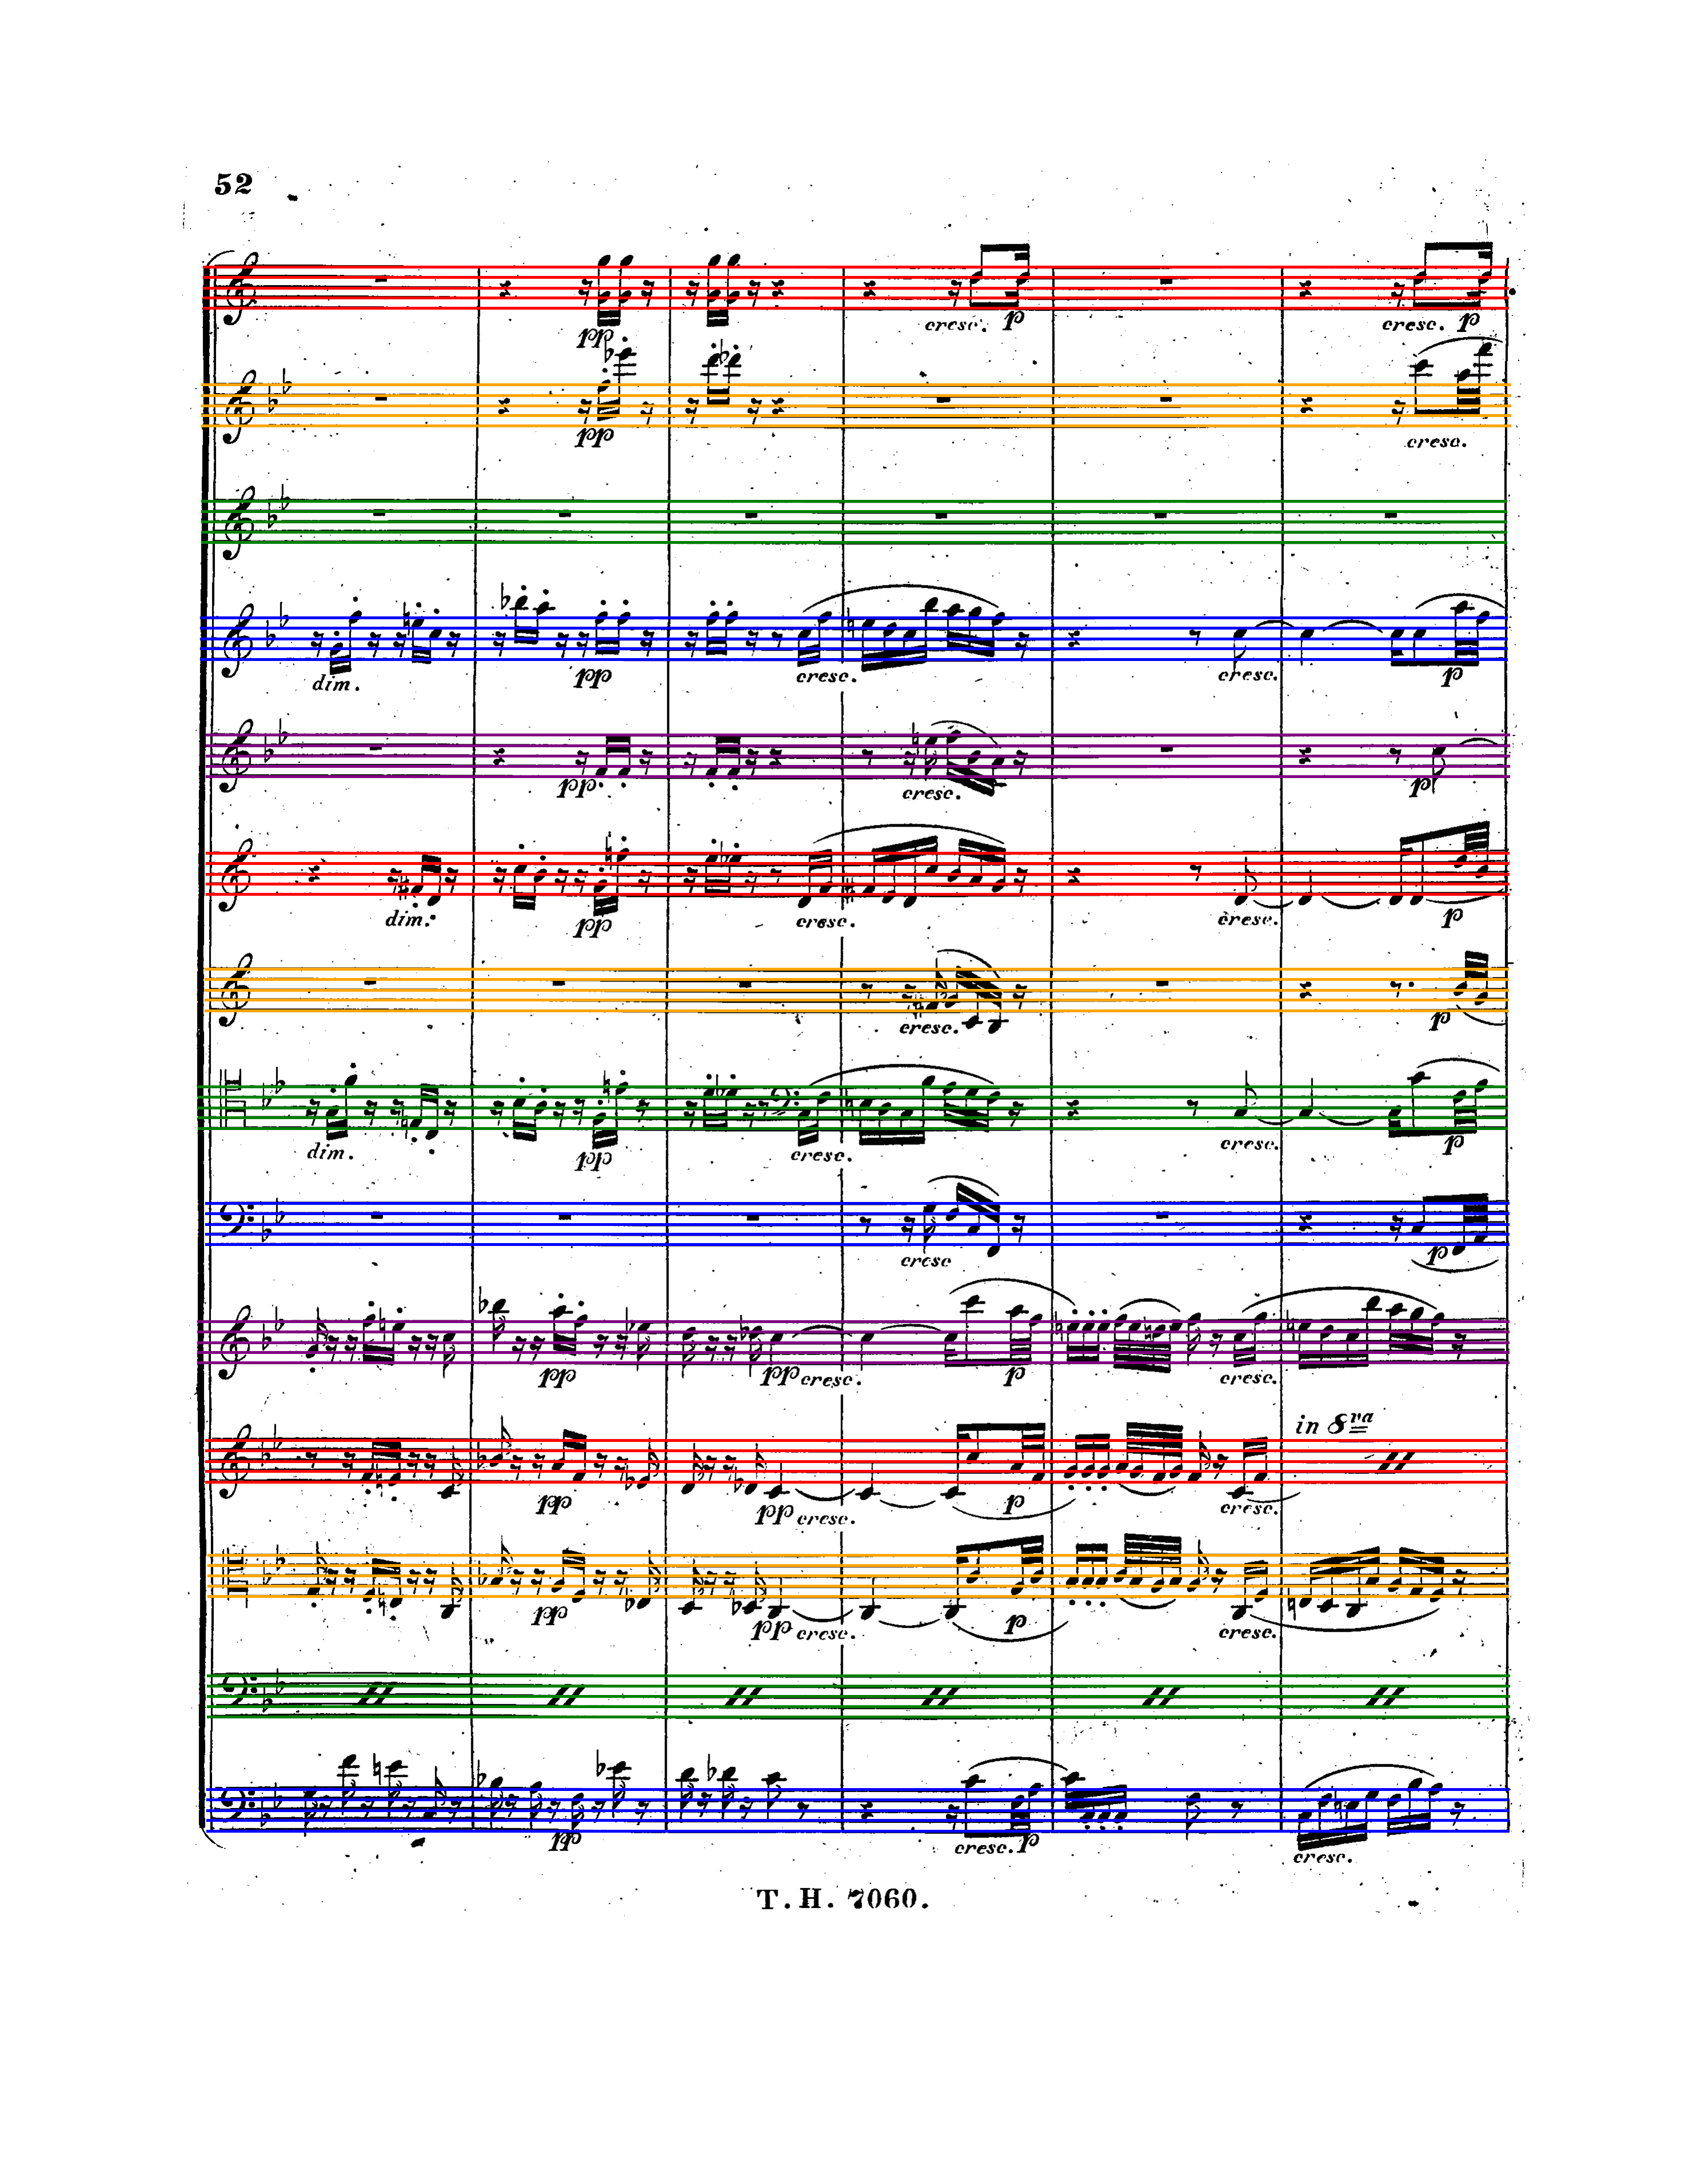 52
cresc. p cresc. p
pp
pp cresc.
dim. pp cresc. cresc. p
pp. cresc. p
dim. pp cresc. cresc. p
cresc. p
dim. pp cresc. cresc. p
cresc p
pp pp cresc. p cresc.
in 8va
pp pp cresc. p cresc.
pp pp cresc. p cresc.
pp cresc. p cresc.
T. H. 7060.